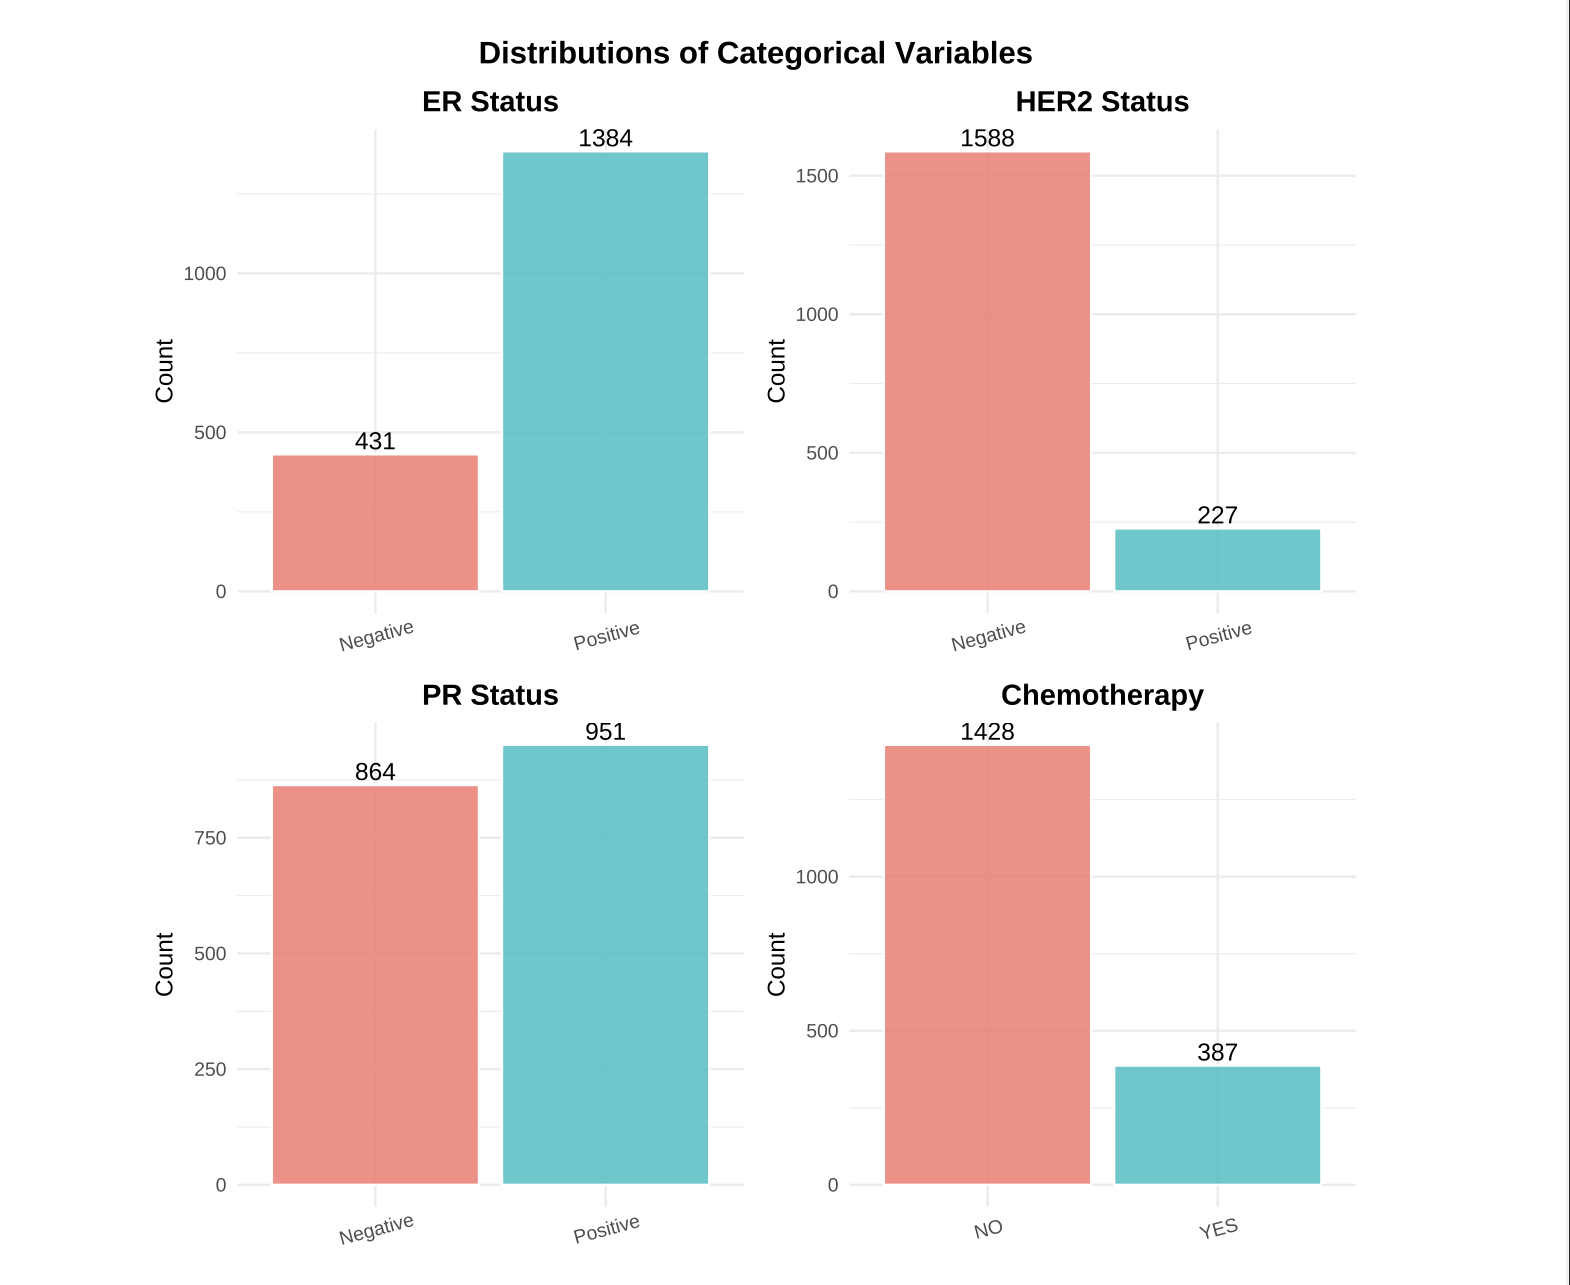 Distributions of Categorical Variables
ER Status
1384
431
1000
500
0
Count
Negative
Positive
HER2 Status
1588
227
1500
1000
500
0
Count
Negative
Positive
PR Status
951
864
750
500
250
0
Count
Negative
Positive
Chemotherapy
1428
387
1000
500
0
Count
NO
YES